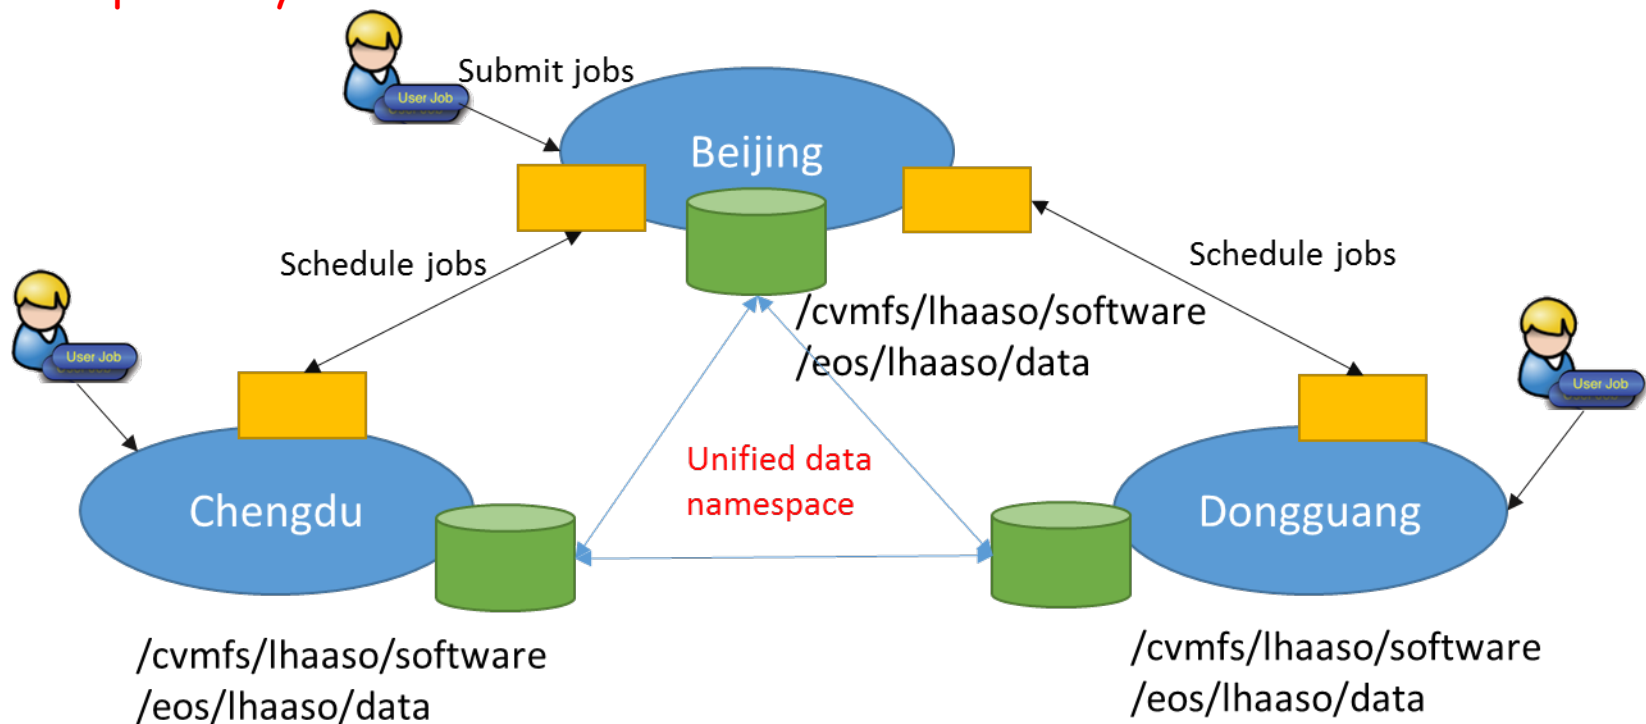 Submit jobs
User Job
Beijing
Schedule jobs
Schedule jobs
/cvmfs/lhaaso/software
/eos/lhaaso/data
User Job
User Job
Unified data
namespace
Chengdu
Dongguang
/cvmfs/lhaaso/software
/eos/lhaaso/data
/cvmfs/lhaaso/software
/eos/lhaaso/data